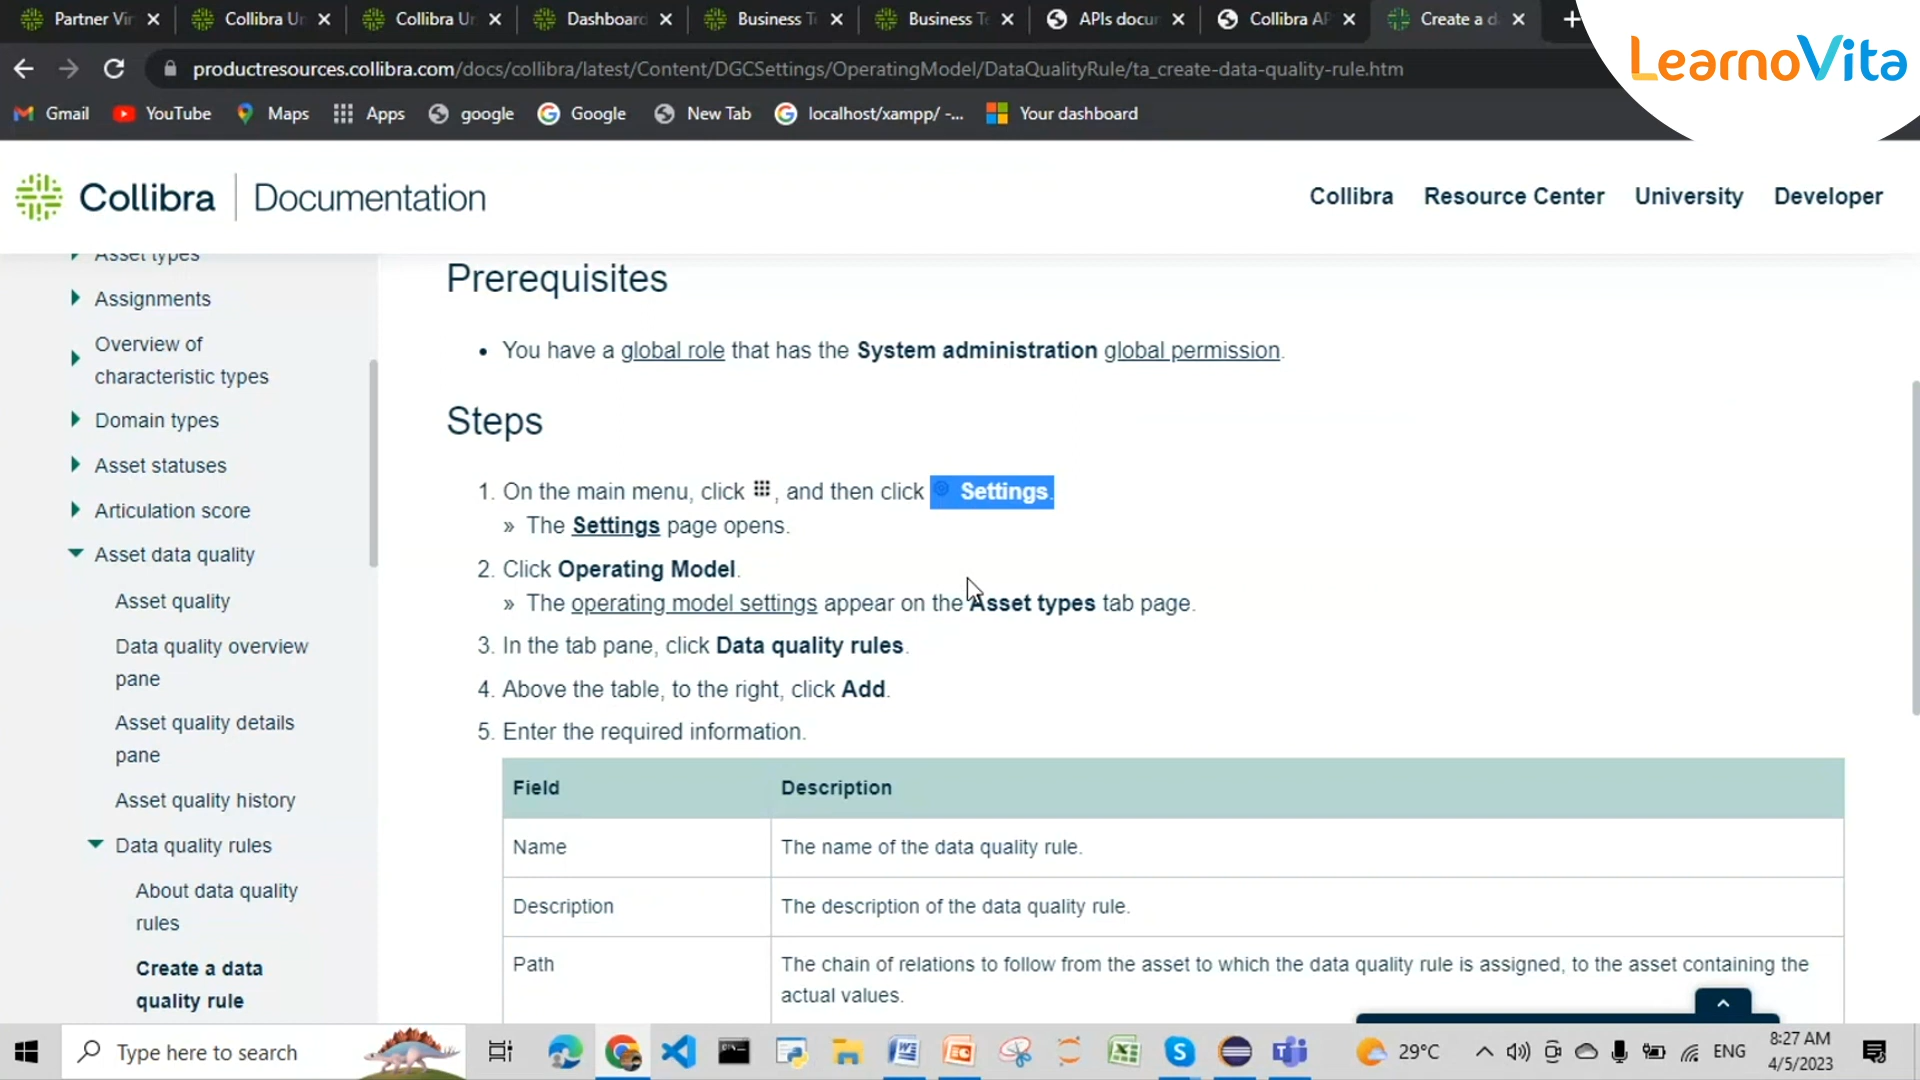 Partner Vir
Collibra Ur
Collibra Ur
Dashboard
Business T
Business T
APIs docu
Collibra AP
Create a d
LearnoVita
productresources.collibra.com/docs/collibra/latest/Content/DGCSettings/OperatingModel/DataQualityRule/ta_create-data-quality-rule.htm
Gmail
YouTube
Maps
Apps
google
Google
New Tab
localhost/xampp/ -...
Your dashboard
Collibra
Documentation
Collibra
Resource Center
University
Developer
Asset types
Assignments
Overview of
characteristic types
Domain types
Asset statuses
Articulation score
Asset data quality
Asset quality
Data quality overview
pane
Asset quality details
pane
Asset quality history
Data quality rules
About data quality
rules
Create a data
quality rule
Prerequisites
• You have a global role that has the System administration global permission.
Steps
1. On the main menu, click , and then click Settings.
» The Settings page opens.
2. Click Operating Model.
» The operating model settings appear on the Asset types tab page.
3. In the tab pane, click Data quality rules.
4. Above the table, to the right, click Add.
5. Enter the required information.
Field
Description
Name
The name of the data quality rule.
Description
The description of the data quality rule.
Path
The chain of relations to follow from the asset to which the data quality rule is assigned, to the asset containing the
actual values.
Type here to search
29°C
ENG
8:27 AM
4/5/2023